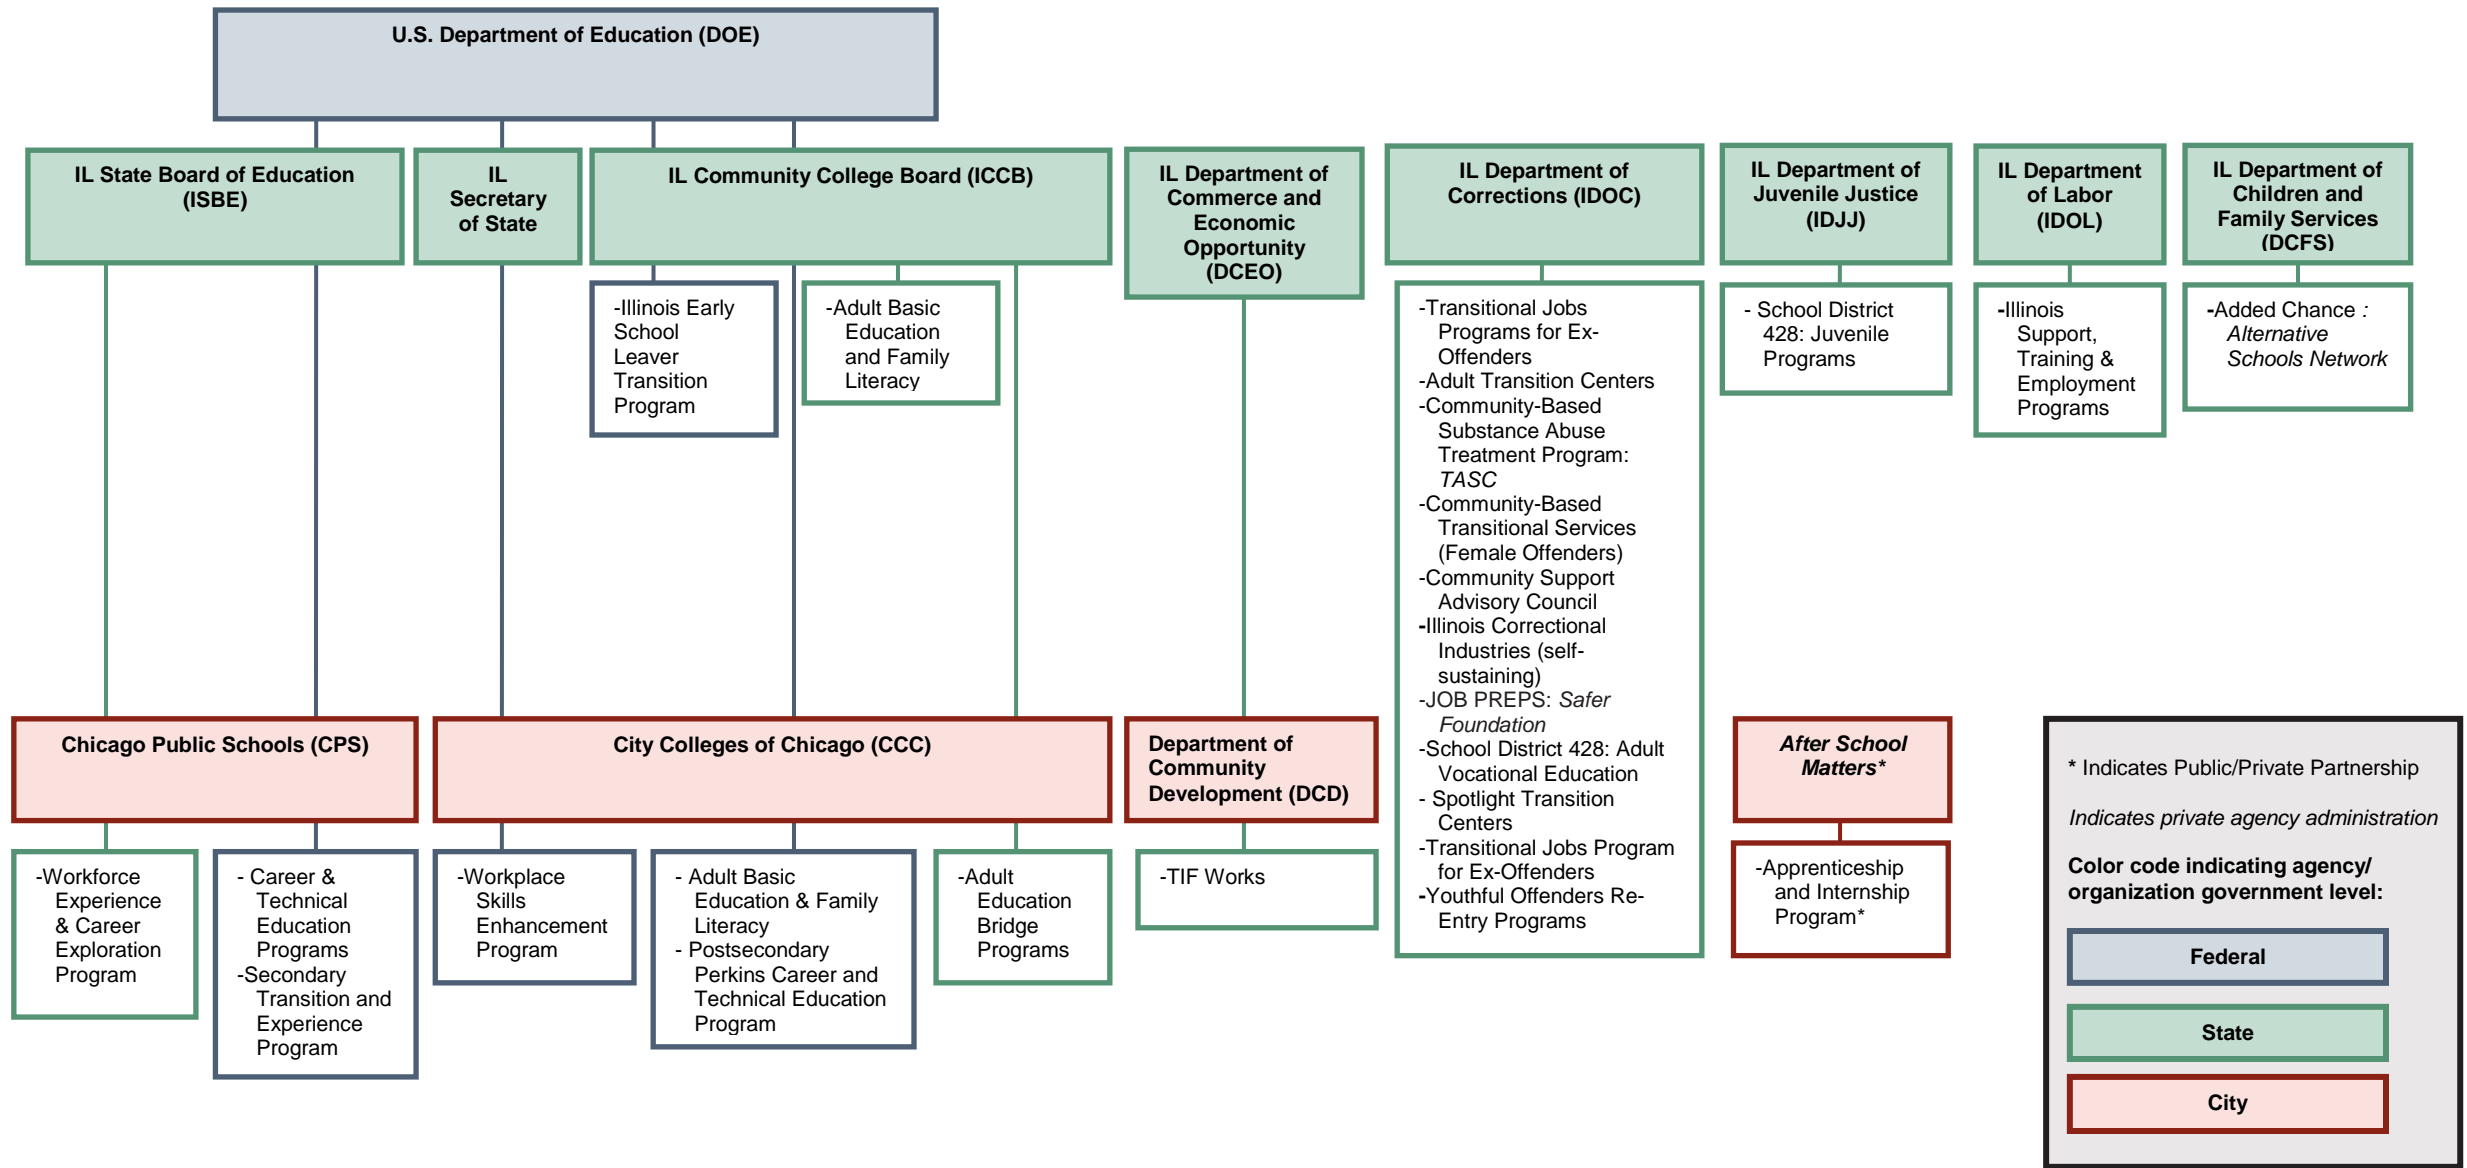 U.S. Department of Education (DOE)
IL State Board of Education
(ISBE)
IL
Secretary
of State
IL Community College Board (ICCB)
IL Department of
Commerce and
Economic
Opportunity
(DCEO)
IL Department of
Corrections (IDOC)
IL Department of
Juvenile Justice
(IDJJ)
IL Department
of Labor
(IDOL)
IL Department of
Children and
Family Services
(DCFS)
-Illinois Early
School
Leaver
Transition
Program
-Adult Basic
Education
and Family
Literacy
-Transitional Jobs
Programs for Ex-
Offenders
-Adult Transition Centers
-Community-Based
Substance Abuse
Treatment Program:
TASC
-Community-Based
Transitional Services
(Female Offenders)
-Community Support
Advisory Council
-Illinois Correctional
Industries (self-
sustaining)
-JOB PREPS: Safer
Foundation
-School District 428: Adult
Vocational Education
- Spotlight Transition
Centers
-Transitional Jobs Program
for Ex-Offenders
-Youthful Offenders Re-
Entry Programs
- School District
428: Juvenile
Programs
-Illinois
Support,
Training &
Employment
Programs
-Added Chance :
Alternative
Schools Network
Chicago Public Schools (CPS)
City Colleges of Chicago (CCC)
Department of
Community
Development (DCD)
After School
Matters*
-Workforce
Experience
& Career
Exploration
Program
- Career &
Technical
Education
Programs
-Secondary
Transition and
Experience
Program
-Workplace
Skills
Enhancement
Program
- Adult Basic
Education & Family
Literacy
- Postsecondary
Perkins Career and
Technical Education
Program
-Adult
Education
Bridge
Programs
-TIF Works
-Apprenticeship
and Internship
Program*
* Indicates Public/Private Partnership
Indicates private agency administration
Color code indicating agency/
organization government level:
Federal
State
City